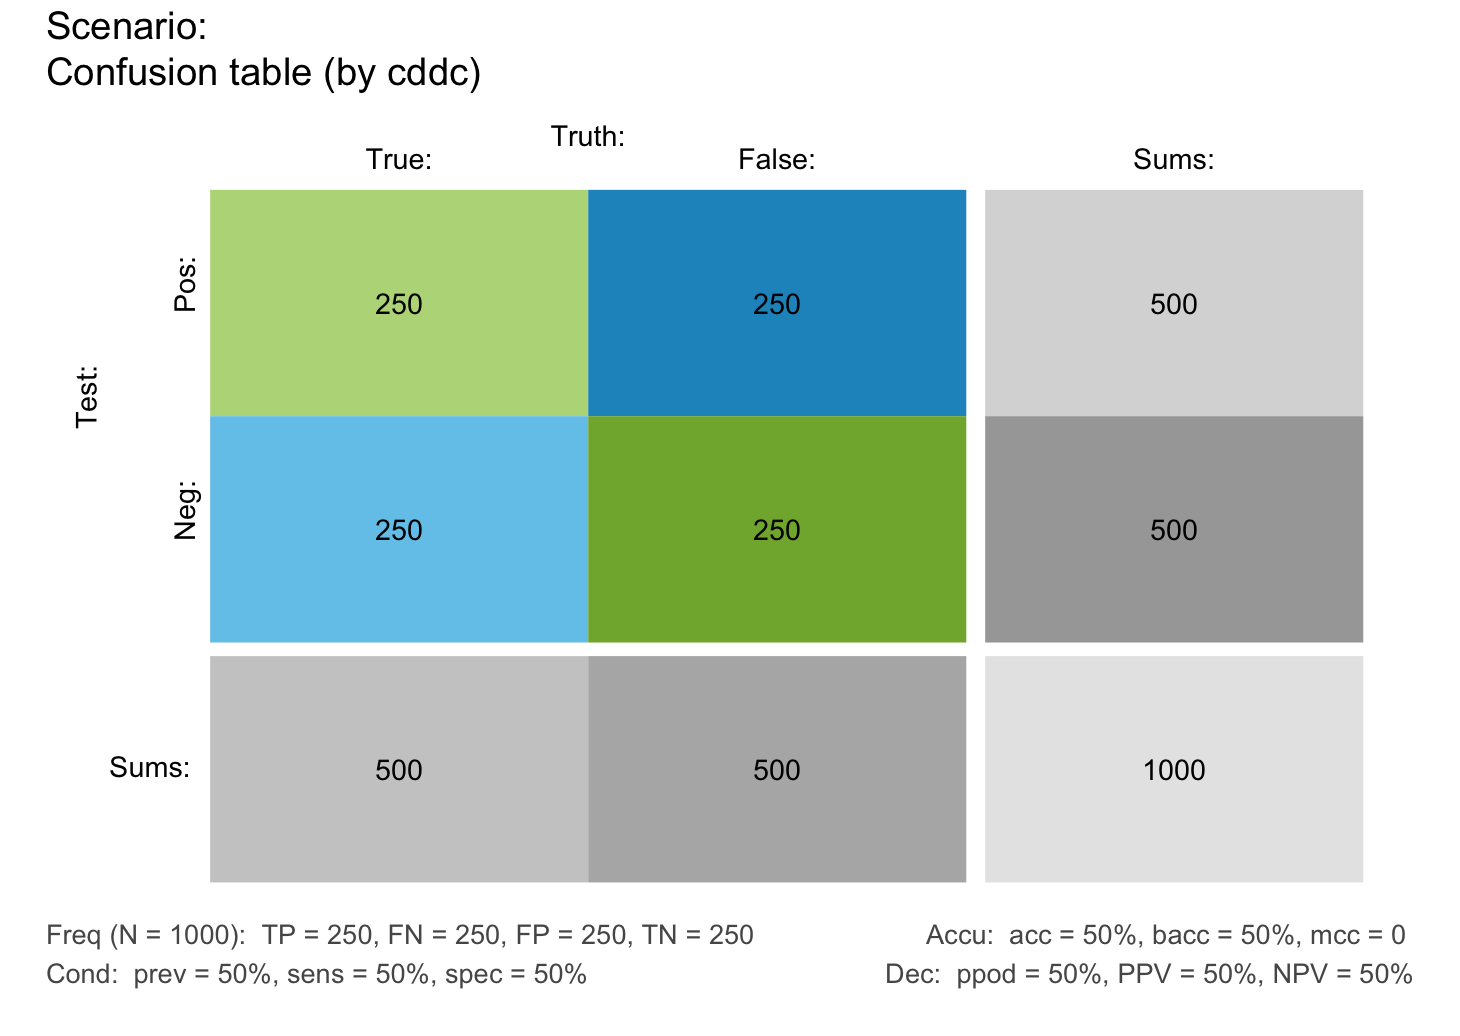 Scenario:
Confusion table (by cddc)
Truth:
True: False: Sums:
Test:
Pos: 250 250 500
Neg: 250 250 500
Sums: 500 500 1000
Freq (N = 1000):  TP = 250, FN = 250, FP = 250, TN = 250
Accu:  acc = 50%, bacc = 50%, mcc = 0
Cond:  prev = 50%, sens = 50%, spec = 50%
Dec:  ppod = 50%, PPV = 50%, NPV = 50%